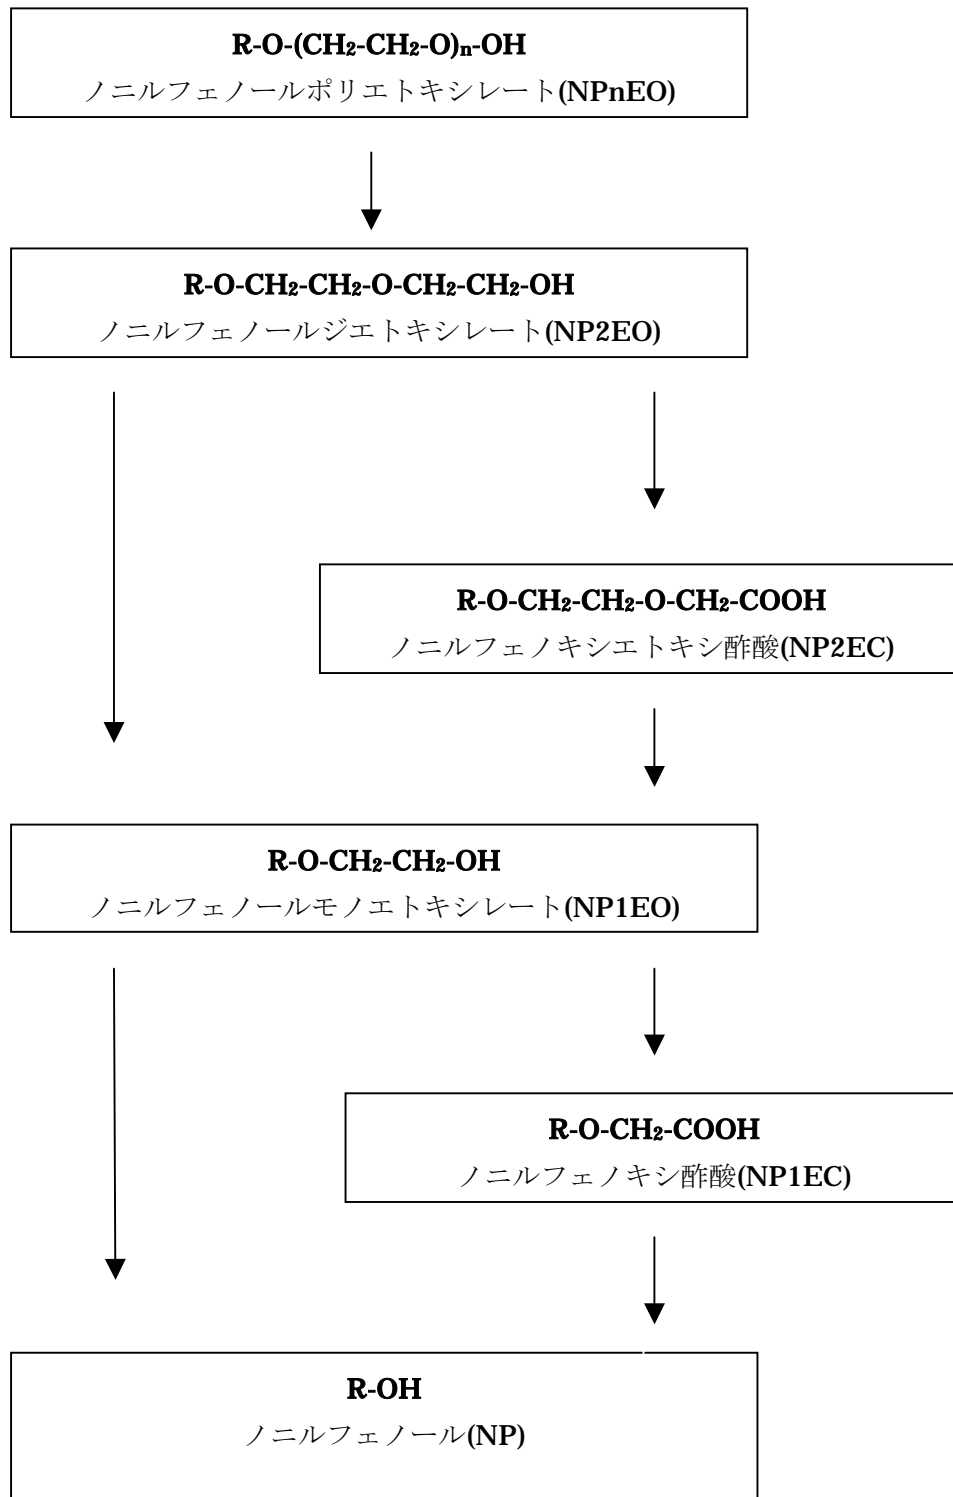 R-O-(CH₂-CH₂-O)ₙ-OH
ノニルフェノールポリエトキシレート(NPnEO)
R-O-CH₂-CH₂-O-CH₂-CH₂-OH
ノニルフェノールジエトキシレート(NP2EO)
R-O-CH₂-CH₂-O-CH₂-COOH
ノニルフェノキシエトキシ酢酸(NP2EC)
R-O-CH₂-CH₂-OH
ノニルフェノールモノエトキシレート(NP1EO)
R-O-CH₂-COOH
ノニルフェノキシ酢酸(NP1EC)
R-OH
ノニルフェノール(NP)